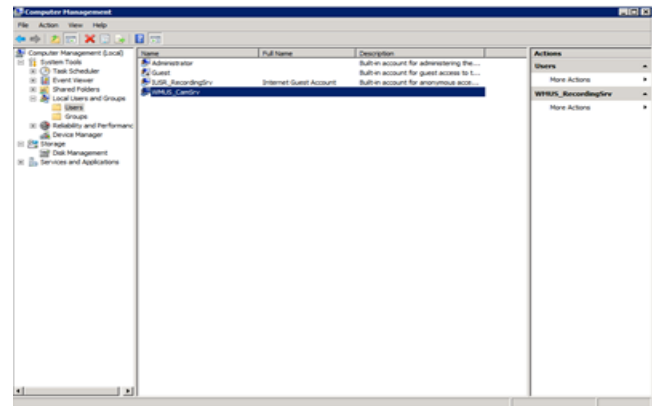 Computer Management
File Action View Help
Computer Management (Local)
System Tools
Task Scheduler
Event Viewer
Shared Folders
Local Users and Groups
Users
Groups
Reliability and Performanc
Device Manager
Storage
Disk Management
Services and Applications
Name Full Name Description
Administrator Built-in account for administering the...
Guest Built-in account for guest access to t...
IUSR_RecordingSrv Internet Guest Account Built-in account for anonymous acce...
WMUS_CamSrv
Actions
Users
More Actions
WMUS_RecordingSrv
More Actions